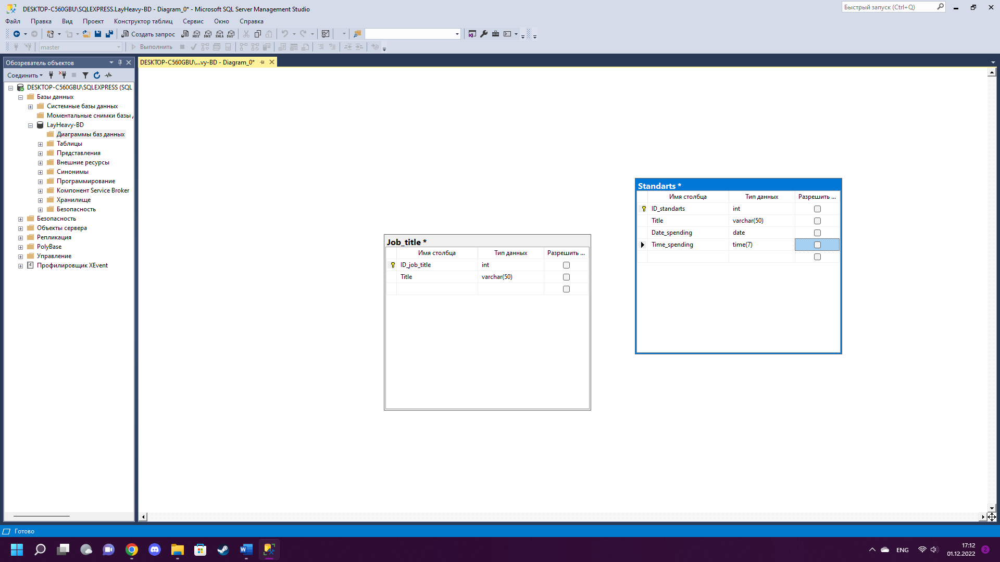 DESKTOP-C560GBU\SQLEXPRESS.LayHeavy-BD - Diagram_0* - Microsoft SQL Server Management Studio
Быстрый запуск (Ctrl+Q)
Файл Правка Вид Проект Конструктор таблиц Сервис Окно Справка
Создать запрос MDX DMX XMLA DAX
master Выполнить
Обозреватель объектов
DESKTOP-C560GBU\...vy-BD - Diagram_0*
Соединить
DESKTOP-C560GBU\SQLEXPRESS (SQL
Базы данных
Системные базы данных
Моментальные снимки базы
LayHeavy-BD
Диаграммы баз данных
Таблицы
Представления
Внешние ресурсы
Синонимы
Программирование
Компонент Service Broker
Хранилище
Безопасность
Безопасность
Объекты сервера
Репликация
PolyBase
Управление
Профилировщик XEvent
Job_title *
Имя столбца Тип данных Разрешить ...
ID_job_title int
Title varchar(50)
Standarts *
Имя столбца Тип данных Разрешить ...
ID_standarts int
Title varchar(50)
Date_spending date
Time_spending time(7)
Готово
ENG
17:12
01.12.2022
2